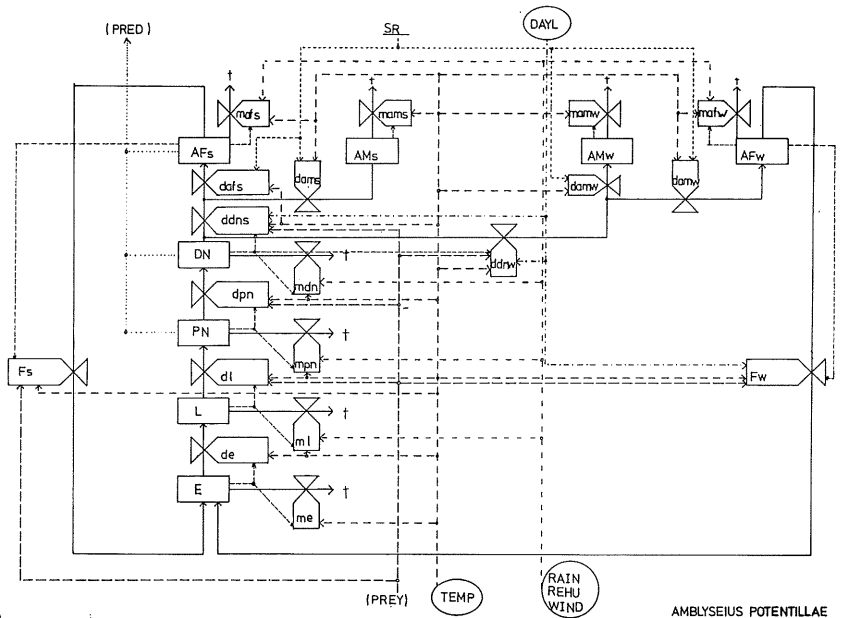 (PRED)
SR
DAYL
t
t
t
t
mafs
mams
mamw
mafw
AFs
AMs
AMw
AFw
dams
dafs
damw
damw
ddns
DN
t
mdn
ddnw
dpn
PN
t
mpn
Fs
dl
Fw
L
t
ml
de
E
t
me
(PREY)
TEMP
RAIN
REHU
WIND
AMBLYSEIUS POTENTILLAE